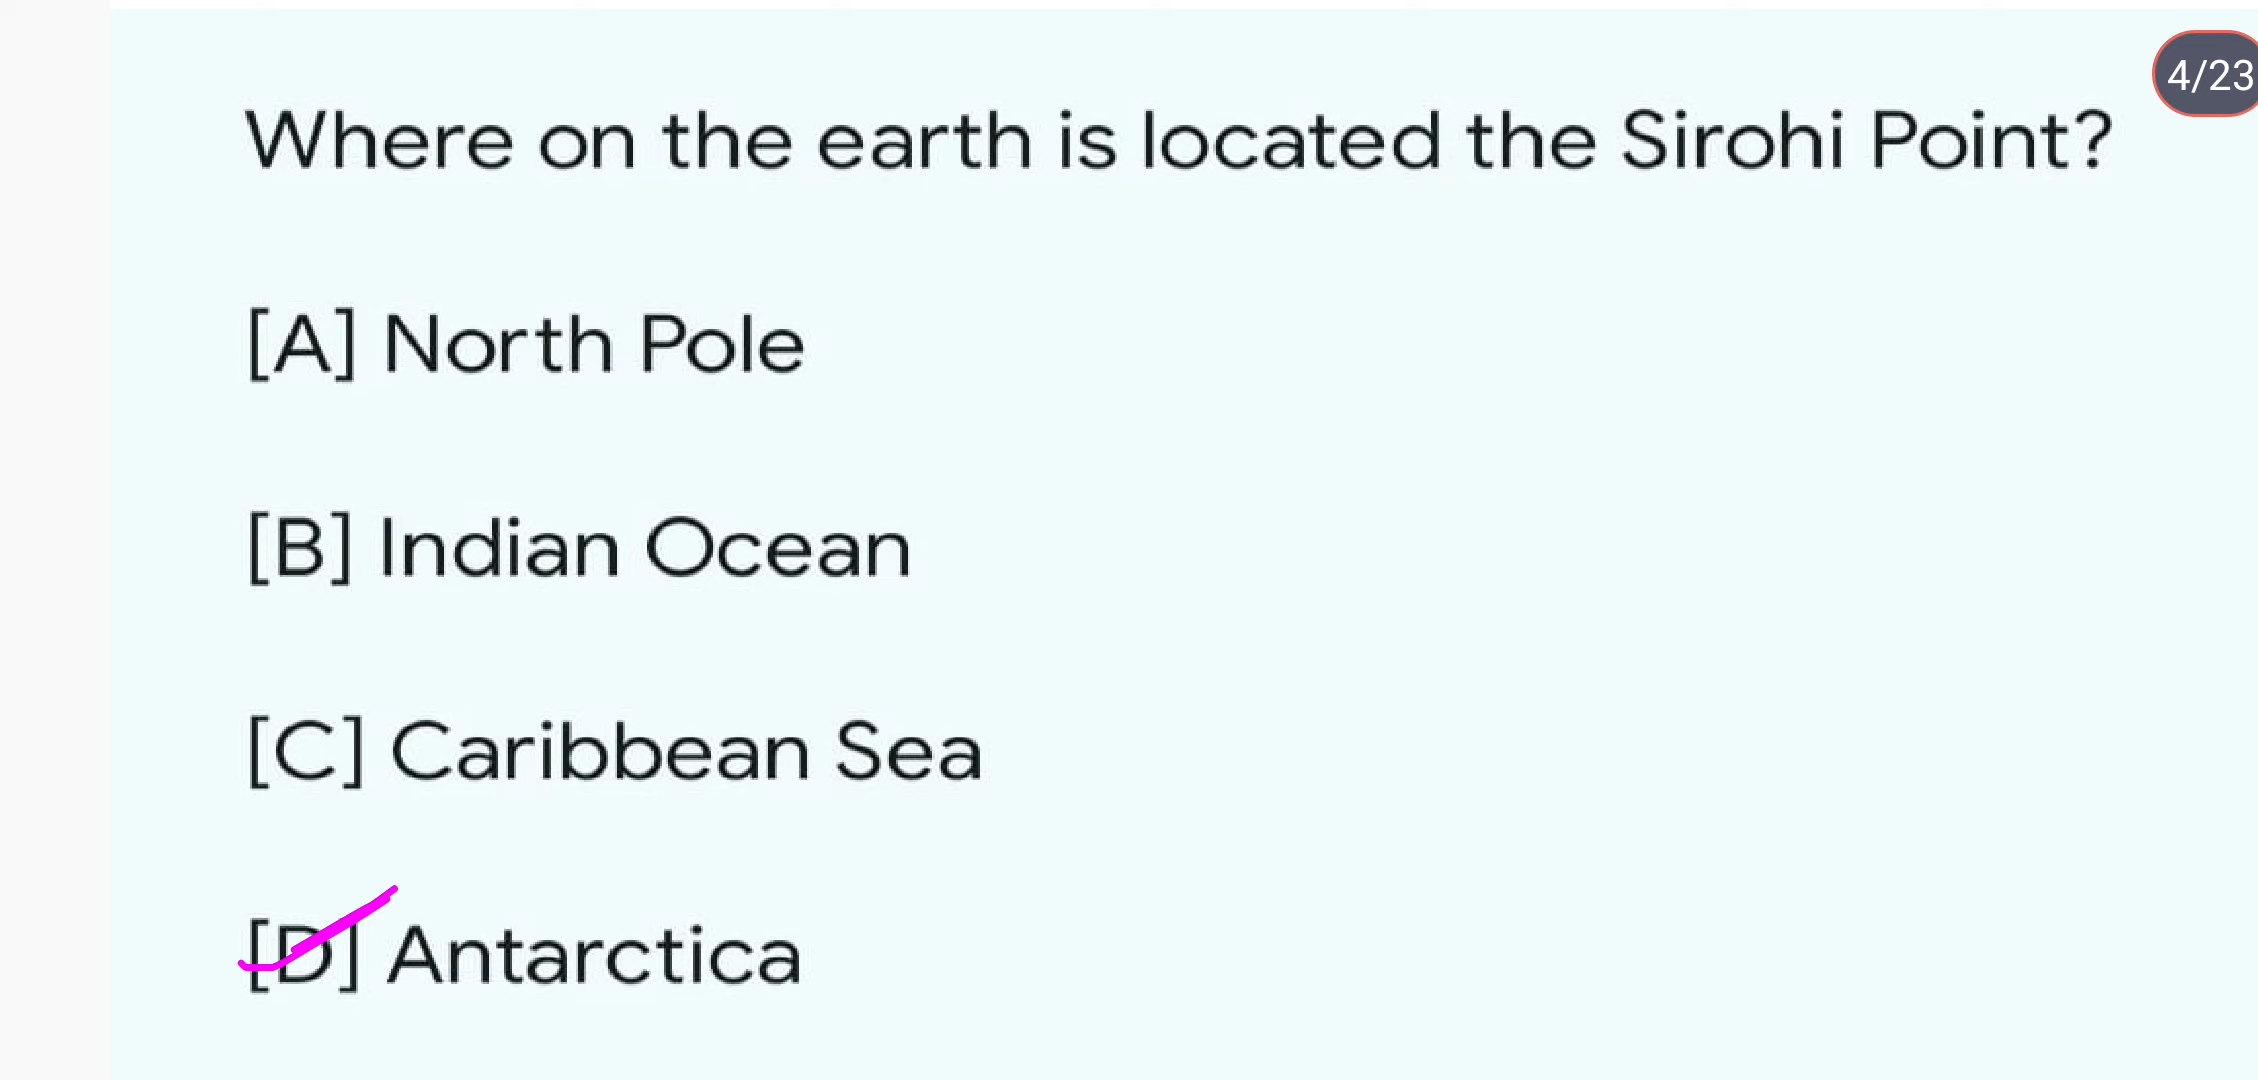 4/23
Where on the earth is located the Sirohi Point?
[A] North Pole
[B] Indian Ocean
[C] Caribbean Sea
[D] Antarctica